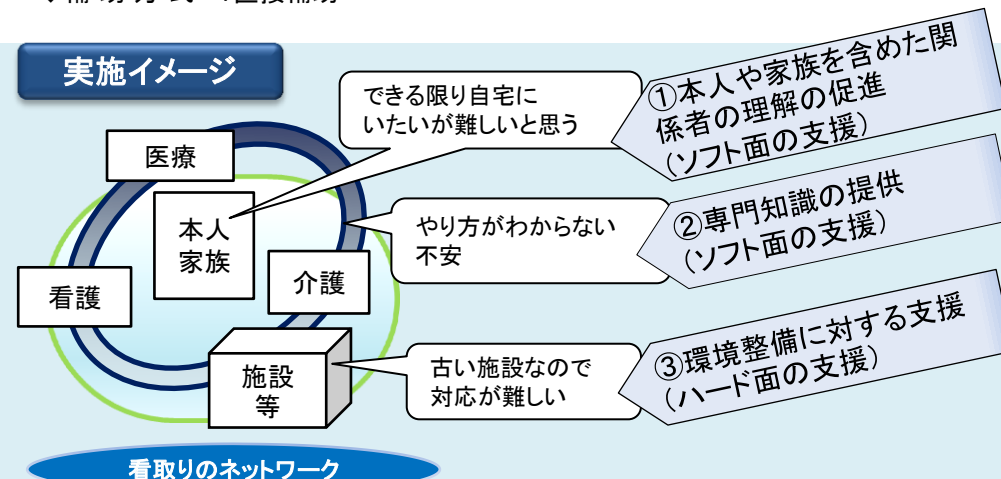 実施イメージ
できる限り自宅に
いたいが難しいと思う
①本人や家族を含めた関
係者の理解の促進
(ソフト面の支援)
医療
本人
家族
やり方がわからない
不安
②専門知識の提供
(ソフト面の支援)
看護
介護
施設
等
古い施設なので
対応が難しい
③環境整備に対する支援
(ハード面の支援)
看取りのネットワーク